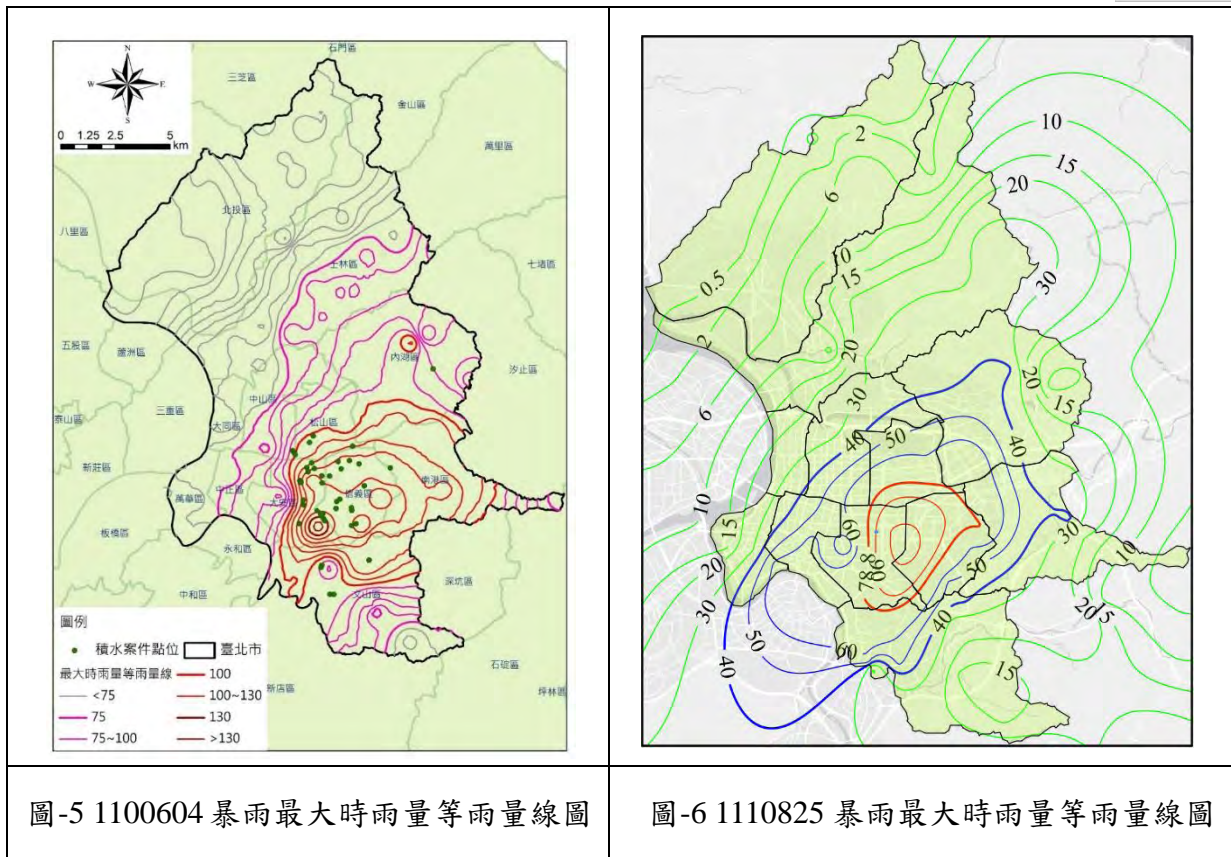 N
W
E
S
0 1.25 2.5 5
km
石門區
三芝區
金山區
萬里區
北投區
八里區
士林區
七堵區
五股區
蘆洲區
內湖區
汐止區
三重區
中山區
泰山區
大同區
松山區
新莊區
南港區
信義區
萬華區
中正區
大安區
板橋區
永和區
深坑區
中和區
文山區
石碇區
新店區
坪林區
圖例
積水案件點位
臺北市
最大時雨量等雨量線
<75
75
75~100
100
100~130
130
>130
2
10
15
6
20
10
0.5
15
30
2
20
20
30
15
6
40
50
40
10
60
15
30
10
78.8
60
50
20
30
20
15
40
50
60
40
15
圖-5 1100604 暴雨最大時雨量等雨量線圖
圖-6 1110825 暴雨最大時雨量等雨量線圖